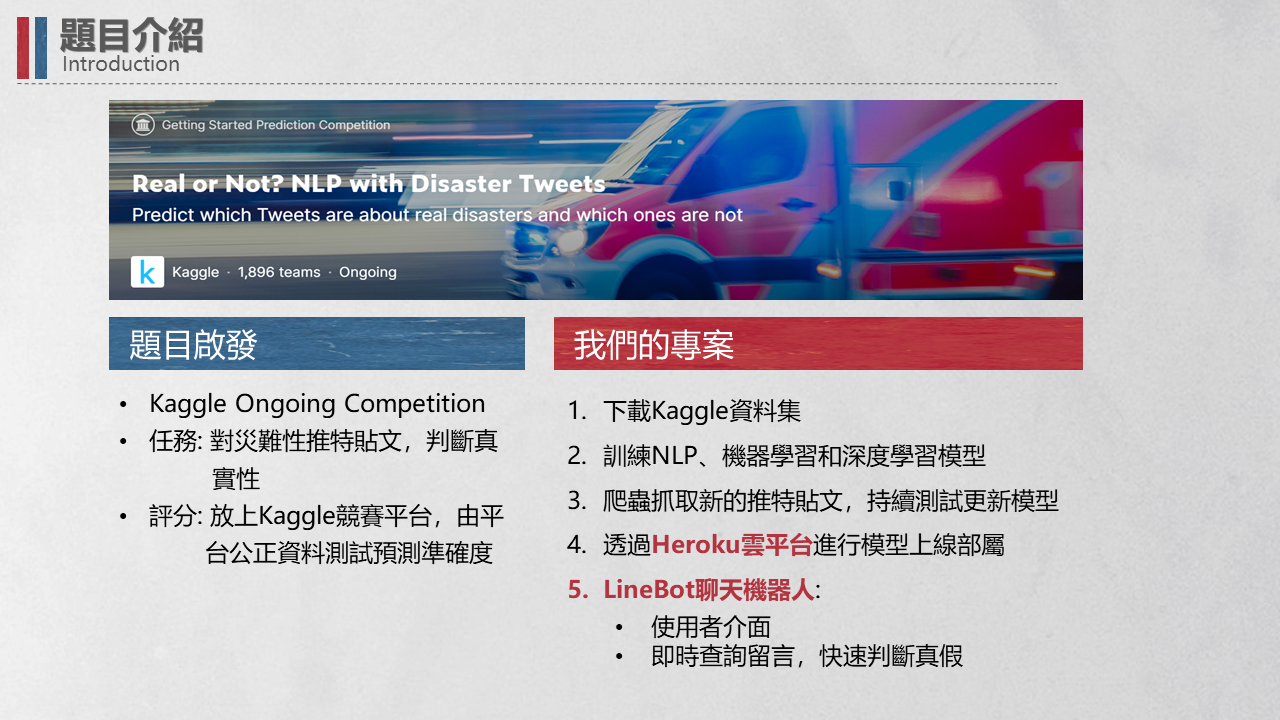 題目介紹
Introduction
Getting Started Prediction Competition
Real or Not? NLP with Disaster Tweets
Predict which Tweets are about real disasters and which ones are not
k Kaggle · 1,896 teams · Ongoing
題目啟發
• Kaggle Ongoing Competition
• 任務: 對災難性推特貼文，判斷真
實性
• 評分: 放上Kaggle競賽平台，由平
台公正資料測試預測準確度
我們的專案
1. 下載Kaggle資料集
2. 訓練NLP、機器學習和深度學習模型
3. 爬蟲抓取新的推特貼文，持續測試更新模型
4. 透過Heroku雲平台進行模型上線部屬
5. LineBot聊天機器人:
• 使用者介面
• 即時查詢留言，快速判斷真假